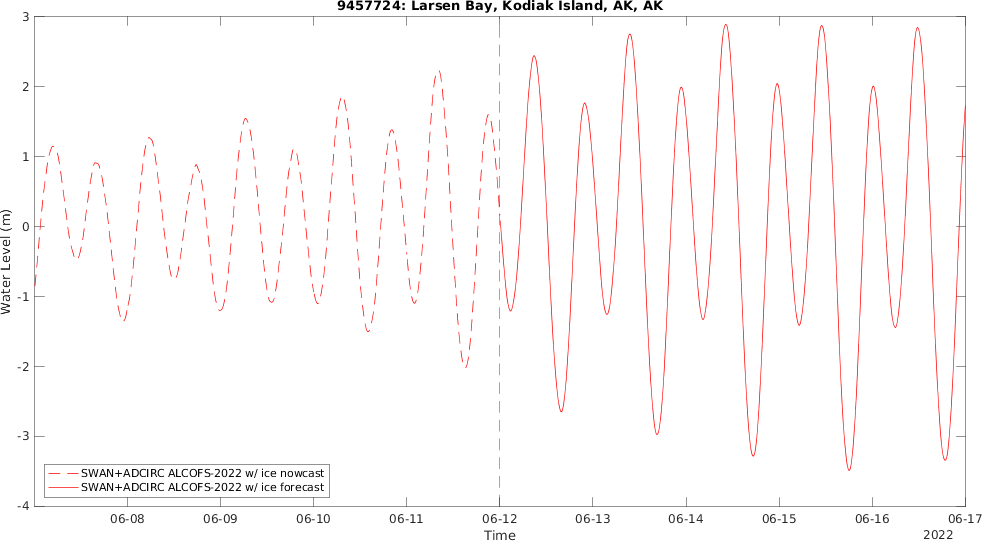 9457724: Larsen Bay, Kodiak Island, AK, AK
3
2
1
0
-1
-2
-3
-4
Water Level (m)
SWAN+ADCIRC ALCOFS-2022 w/ ice nowcast
SWAN+ADCIRC ALCOFS-2022 w/ ice forecast
06-08 06-09 06-10 06-11 06-12 06-13 06-14 06-15 06-16 06-17
Time
2022